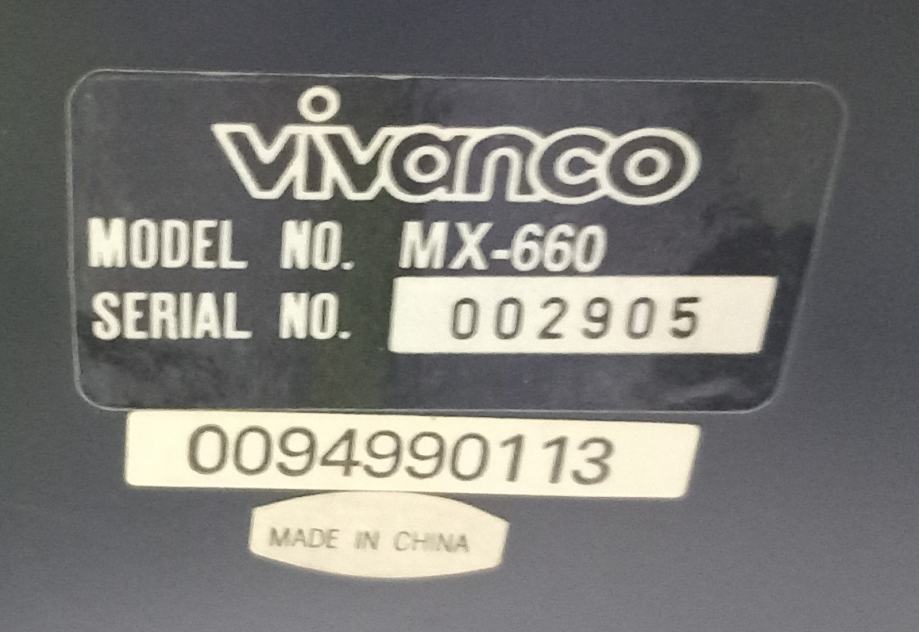 vivanco
MODEL NO. MX-660
SERIAL NO. 002905
0094990113
MADE IN CHINA